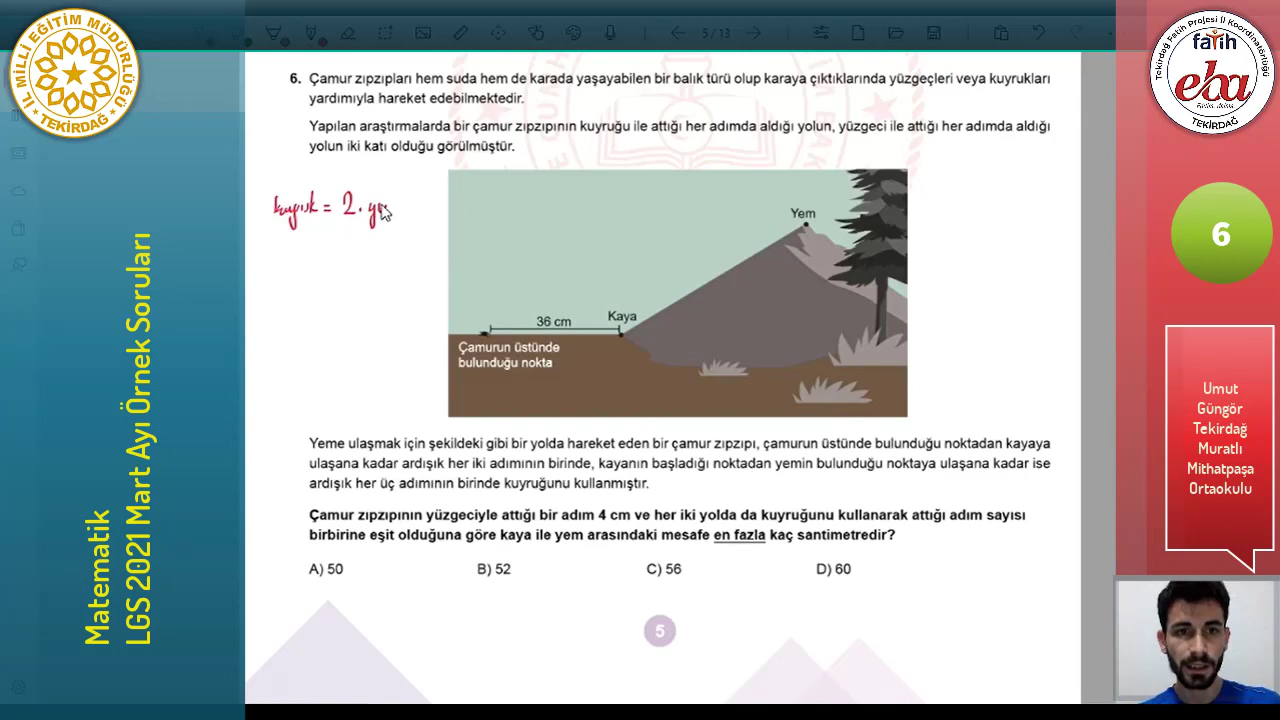 İL MİLLİ EĞİTİM MÜDÜRLÜĞÜ
TEKİRDAĞ
Matematik
LGS 2021 Mart Ayı Örnek Soruları
5 / 13
6. Çamur zıpzıpları hem suda hem de karada yaşayabilen bir balık türü olup karaya çıktıklarında yüzgeçleri veya kuyrukları
yardımıyla hareket edebilmektedir.
Yapılan araştırmalarda bir çamur zıpzıpının kuyruğu ile attığı her adımda aldığı yolun, yüzgeci ile attığı her adımda aldığı
yolun iki katı olduğu görülmüştür.
kuyruk = 2.
Yem
36 cm
Kaya
Çamurun üstünde
bulunduğu nokta
Yeme ulaşmak için şekildeki gibi bir yolda hareket eden bir çamur zıpzıpı, çamurun üstünde bulunduğu noktadan kayaya
ulaşana kadar ardışık her iki adımının birinde, kayanın başladığı noktadan yemin bulunduğu noktaya ulaşana kadar ise
ardışık her üç adımının birinde kuyruğunu kullanmıştır.
Çamur zıpzıpının yüzgeciyle attığı bir adım 4 cm ve her iki yolda da kuyruğunu kullanarak attığı adım sayısı
birbirine eşit olduğuna göre kaya ile yem arasındaki mesafe en fazla kaç santimetredir?
A) 50
B) 52
C) 56
D) 60
5
Tekirdağ Fatih Projesi İl Koordinatörlüğü
fatih
eba
TEKİRDAĞ
6
Umut
Güngör
Tekirdağ
Muratlı
Mithatpaşa
Ortaokulu